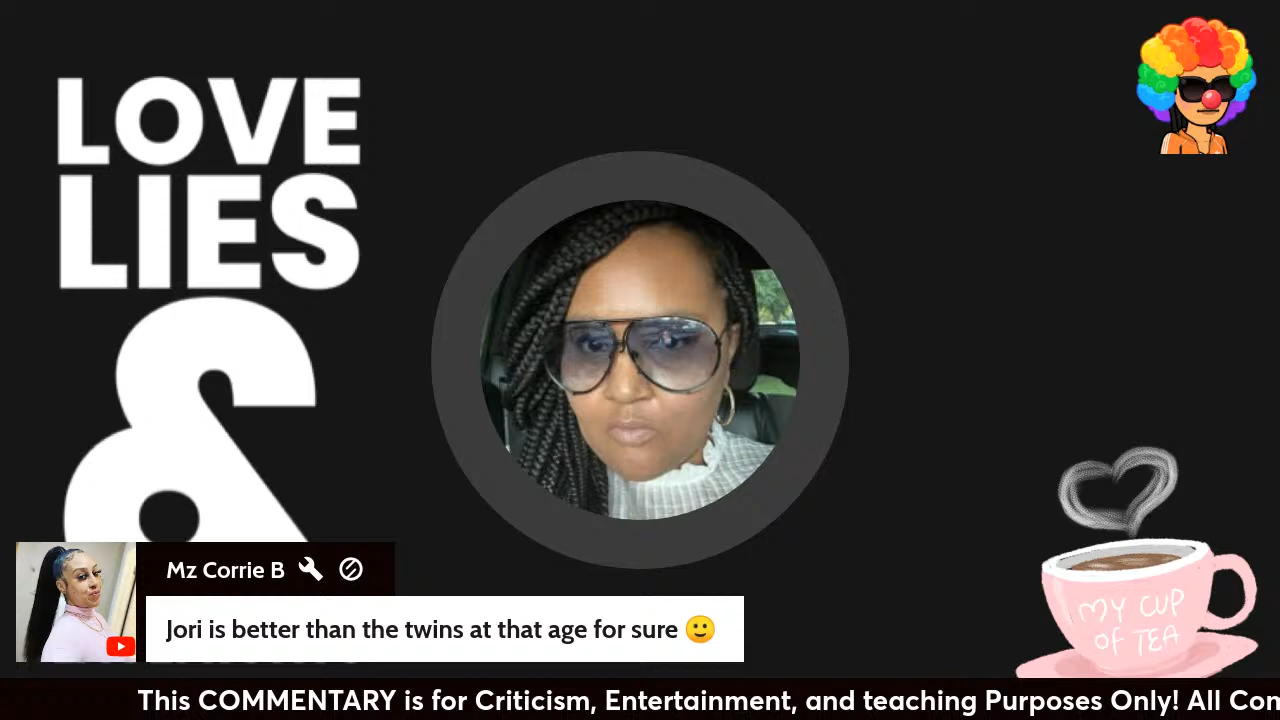 LOVE
LIES
&
Mz Corrie B
Jori is better than the twins at that age for sure 🙂
MY CUP
OF TEA
This COMMENTARY is for Criticism, Entertainment, and teaching Purposes Only! All Con